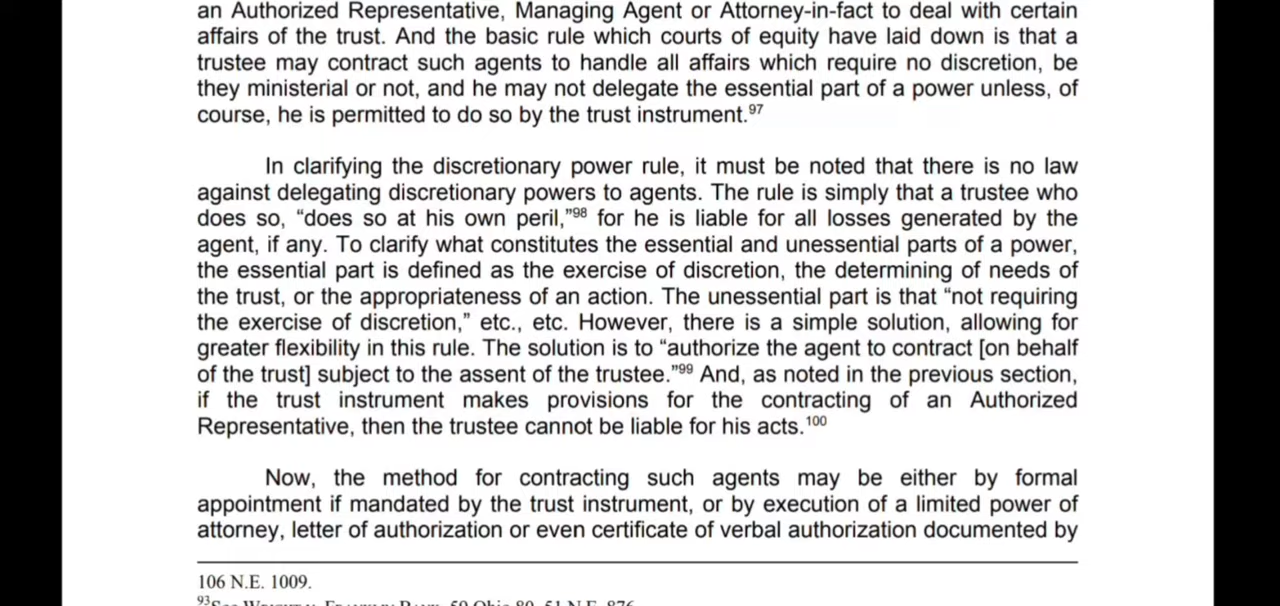 an Authorized Representative, Managing Agent or Attorney-in-fact to deal with certain
affairs of the trust. And the basic rule which courts of equity have laid down is that a
trustee may contract such agents to handle all affairs which require no discretion, be
they ministerial or not, and he may not delegate the essential part of a power unless, of
course, he is permitted to do so by the trust instrument.97
In clarifying the discretionary power rule, it must be noted that there is no law
against delegating discretionary powers to agents. The rule is simply that a trustee who
does so, “does so at his own peril,”98 for he is liable for all losses generated by the
agent, if any. To clarify what constitutes the essential and unessential parts of a power,
the essential part is defined as the exercise of discretion, the determining of needs of
the trust, or the appropriateness of an action. The unessential part is that “not requiring
the exercise of discretion,” etc., etc. However, there is a simple solution, allowing for
greater flexibility in this rule. The solution is to “authorize the agent to contract [on behalf
of the trust] subject to the assent of the trustee.”99 And, as noted in the previous section,
if the trust instrument makes provisions for the contracting of an Authorized
Representative, then the trustee cannot be liable for his acts.100
Now, the method for contracting such agents may be either by formal
appointment if mandated by the trust instrument, or by execution of a limited power of
attorney, letter of authorization or even certificate of verbal authorization documented by
106 N.E. 1009.
93See